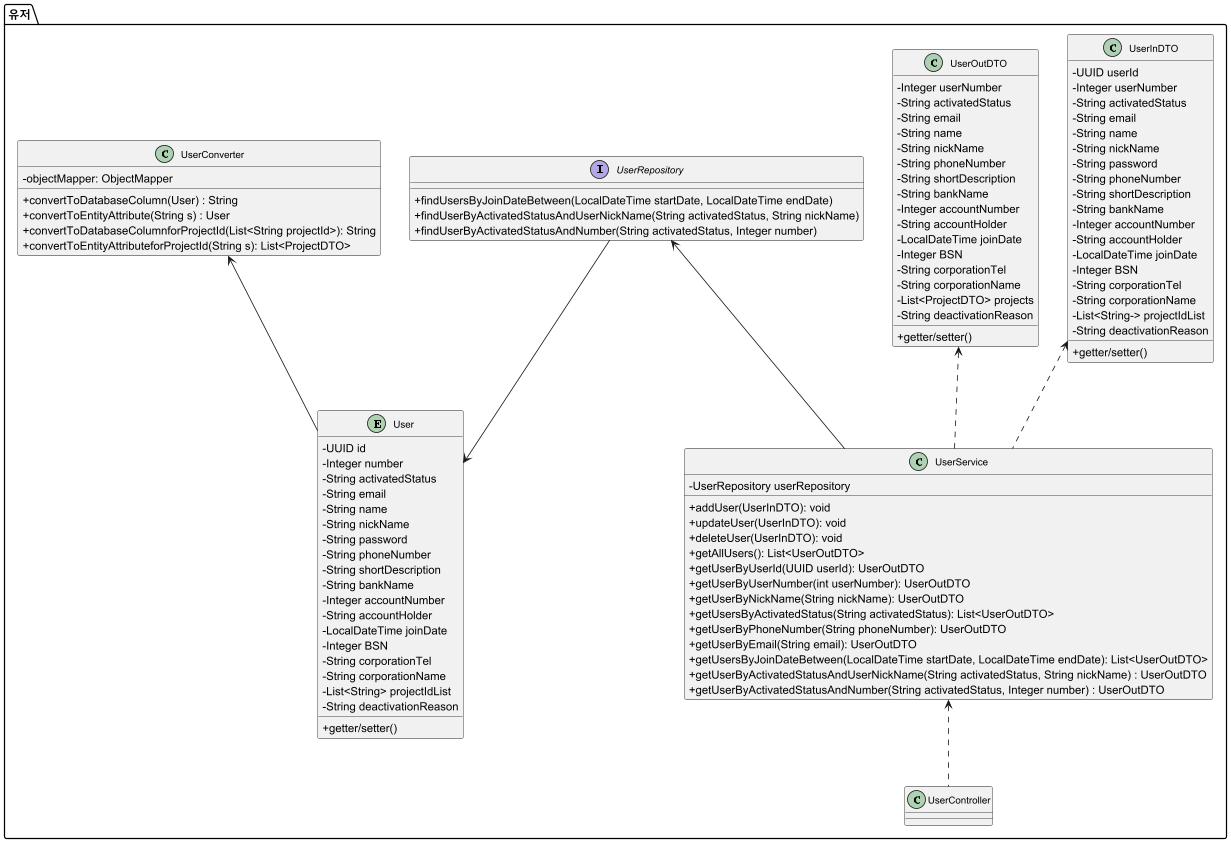 유저
C UserConverter
-objectMapper: ObjectMapper
+convertToDatabaseColumn(User) : String
+convertToEntityAttribute(String s) : User
+convertToDatabaseColumnforProjectId(List<String projectId>): String
+convertToEntityAttributeforProjectId(String s): List<ProjectDTO>
I UserRepository
+findUsersByJoinDateBetween(LocalDateTime startDate, LocalDateTime endDate)
+findUserByActivatedStatusAndUserNickName(String activatedStatus, String nickName)
+findUserByActivatedStatusAndNumber(String activatedStatus, Integer number)
C UserOutDTO
-Integer userNumber
-String activatedStatus
-String email
-String name
-String nickName
-String phoneNumber
-String shortDescription
-String bankName
-Integer accountNumber
-String accountHolder
-LocalDateTime joinDate
-Integer BSN
-String corporationTel
-String corporationName
-List<ProjectDTO> projects
-String deactivationReason
+getter/setter()
C UserInDTO
-UUID userId
-Integer userNumber
-String activatedStatus
-String email
-String name
-String nickName
-String password
-String phoneNumber
-String shortDescription
-String bankName
-Integer accountNumber
-String accountHolder
-LocalDateTime joinDate
-Integer BSN
-String corporationTel
-String corporationName
-List<String-> projectIdList
-String deactivationReason
+getter/setter()
E User
-UUID id
-Integer number
-String activatedStatus
-String email
-String name
-String nickName
-String password
-String phoneNumber
-String shortDescription
-String bankName
-Integer accountNumber
-String accountHolder
-LocalDateTime joinDate
-Integer BSN
-String corporationTel
-String corporationName
-List<String> projectIdList
-String deactivationReason
+getter/setter()
C UserService
-UserRepository userRepository
+addUser(UserInDTO): void
+updateUser(UserInDTO): void
+deleteUser(UserInDTO): void
+getAllUsers(): List<UserOutDTO>
+getUserByUserId(UUID userId): UserOutDTO
+getUserByUserNumber(int userNumber): UserOutDTO
+getUserByNickName(String nickName): UserOutDTO
+getUsersByActivatedStatus(String activatedStatus): List<UserOutDTO>
+getUserByPhoneNumber(String phoneNumber): UserOutDTO
+getUserByEmail(String email): UserOutDTO
+getUsersByJoinDateBetween(LocalDateTime startDate, LocalDateTime endDate): List<UserOutDTO>
+getUserByActivatedStatusAndUserNickName(String activatedStatus, String nickName) : UserOutDTO
+getUserByActivatedStatusAndNumber(String activatedStatus, Integer number) : UserOutDTO
C UserController